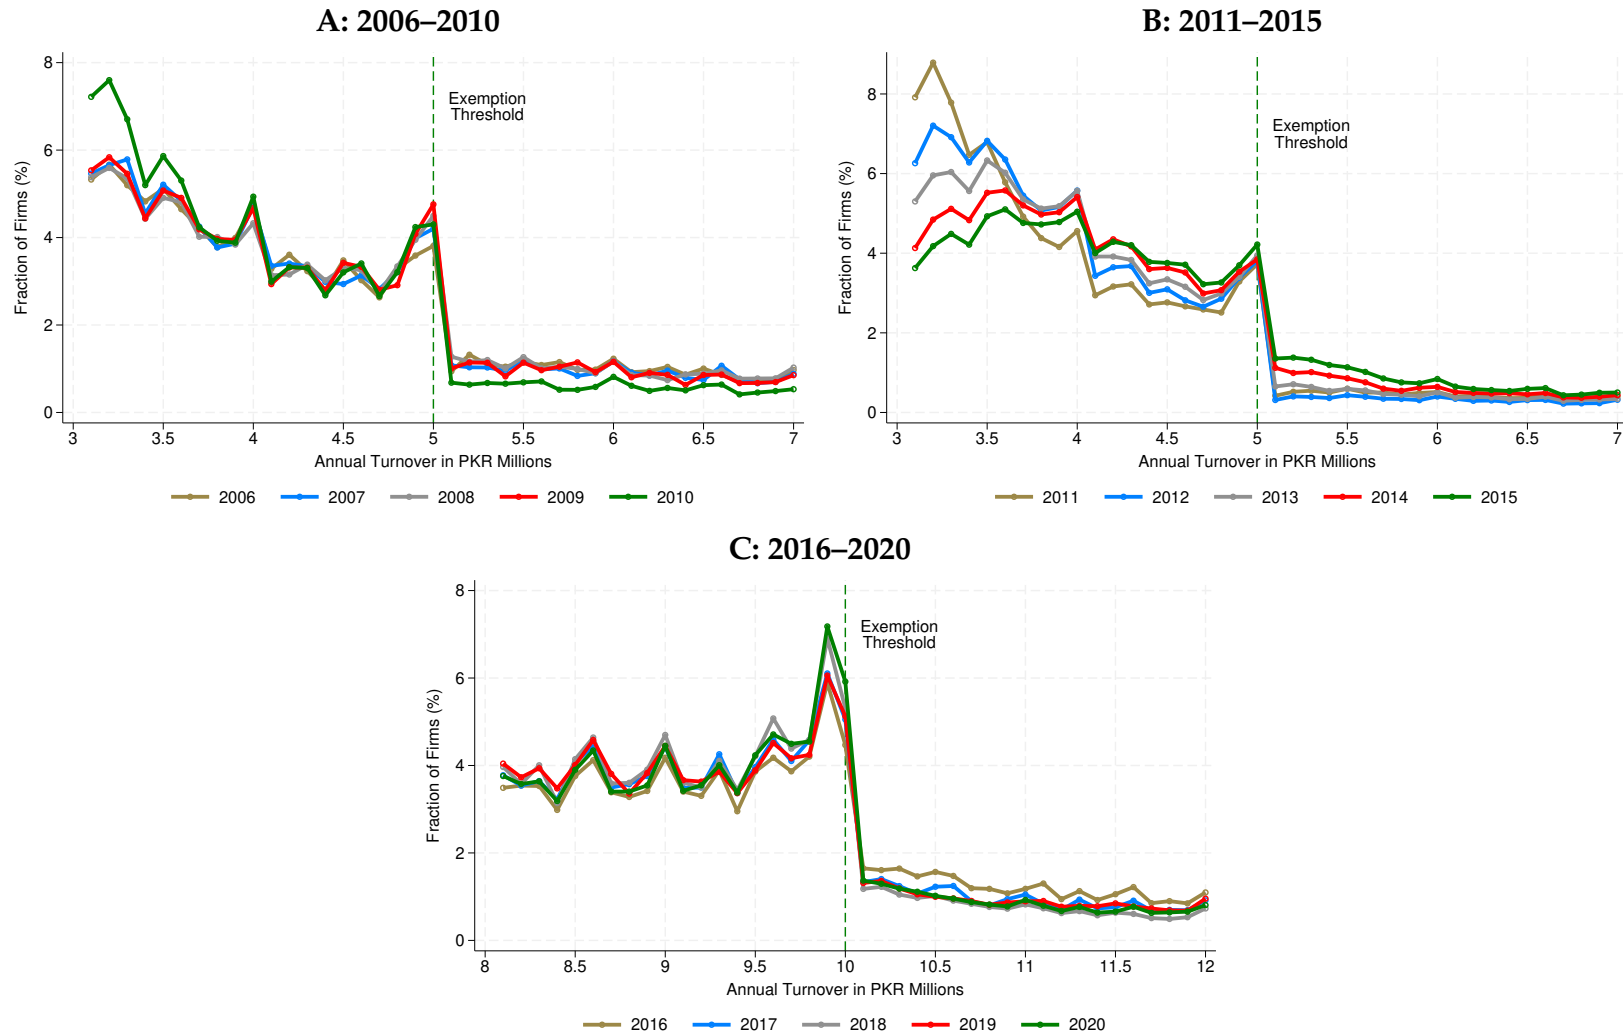 A: 2006–2010
8
6
4
2
0
Fraction of Firms (%)
Exemption
Threshold
3 3.5 4 4.5 5 5.5 6 6.5 7
Annual Turnover in PKR Millions
2006 2007 2008 2009 2010
B: 2011–2015
8
6
4
2
0
Fraction of Firms (%)
Exemption
Threshold
3 3.5 4 4.5 5 5.5 6 6.5 7
Annual Turnover in PKR Millions
2011 2012 2013 2014 2015
C: 2016–2020
8
6
4
2
0
Fraction of Firms (%)
Exemption
Threshold
8 8.5 9 9.5 10 10.5 11 11.5 12
Annual Turnover in PKR Millions
2016 2017 2018 2019 2020